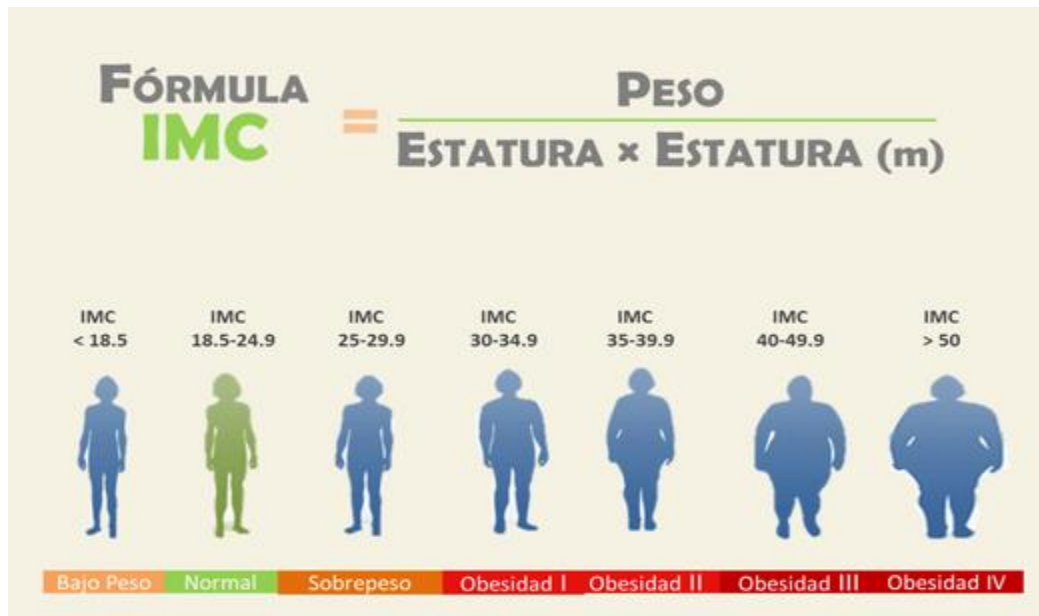 FÓRMULA
IMC
=
PESO
ESTATURA × ESTATURA (m)
IMC
< 18.5
IMC
18.5-24.9
IMC
25-29.9
IMC
30-34.9
IMC
35-39.9
IMC
40-49.9
IMC
> 50
Bajo Peso
Normal
Sobrepeso
Obesidad I
Obesidad II
Obesidad III
Obesidad IV